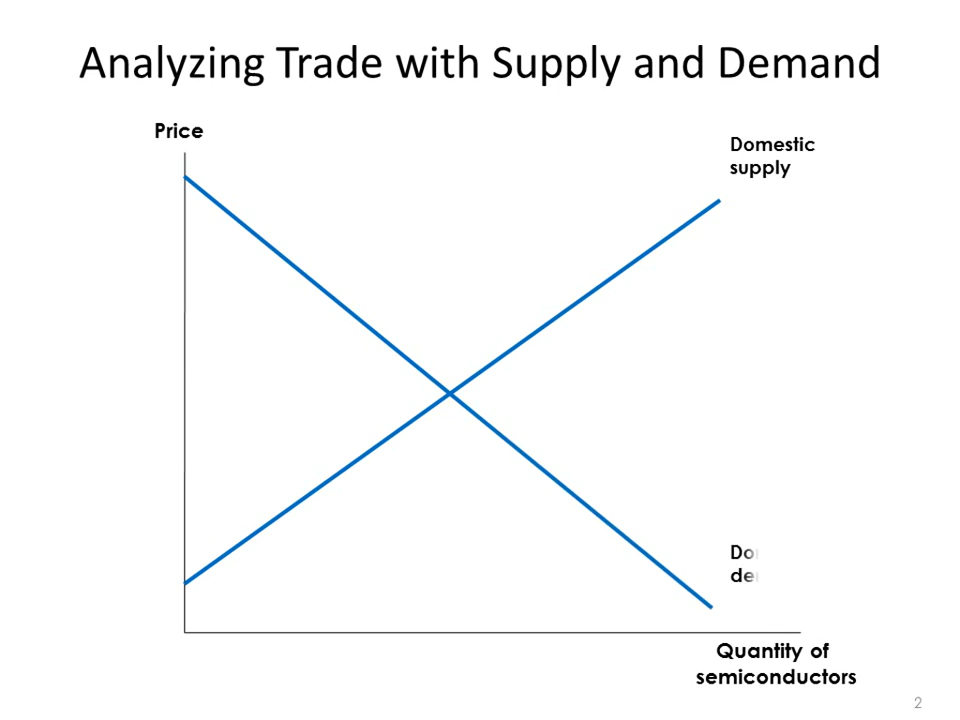 Analyzing Trade with Supply and Demand
Price
Domestic
supply
Quantity of
semiconductors
2